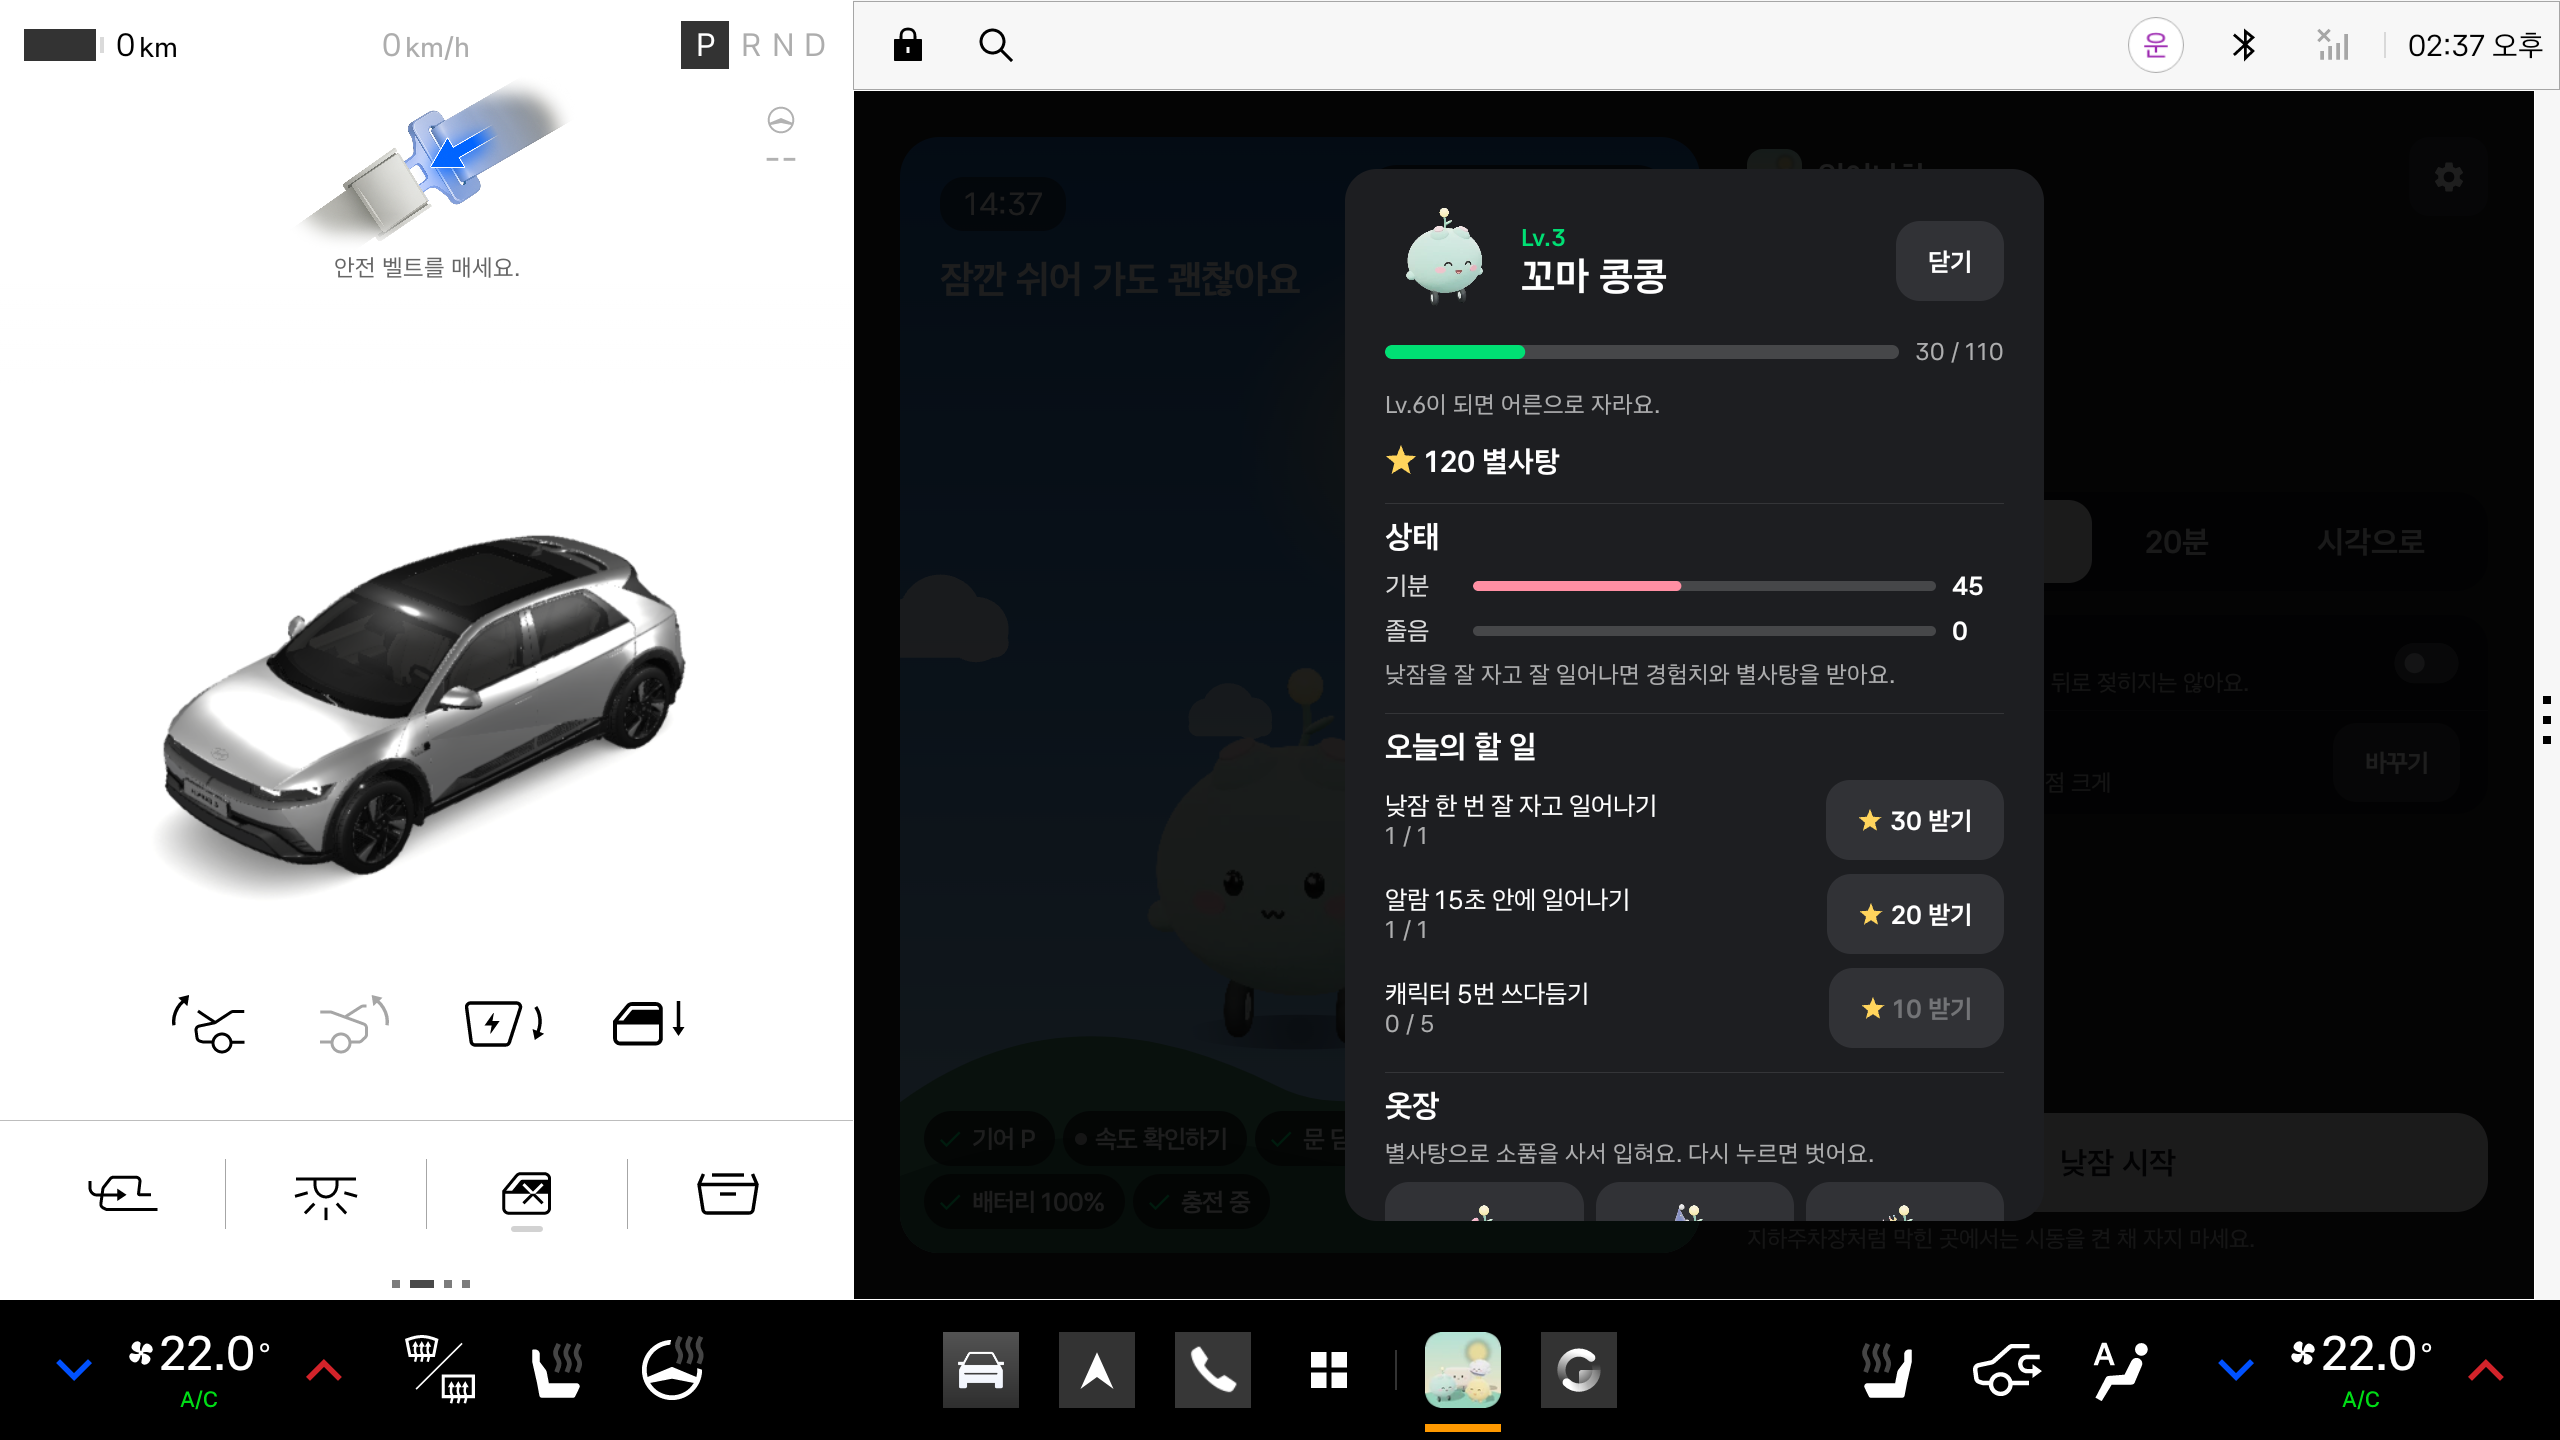 0 km
0 km/h
P R N D
운
02:37 오후
안전 벨트를 매세요.
14:37
잠깐 쉬어 가도 괜찮아요
Lv.3
꼬마 콩콩
닫기
30 / 110
Lv.6이 되면 어른으로 자라요.
120 별사탕
상태
기분
45
졸음
0
낮잠을 잘 자고 잘 일어나면 경험치와 별사탕을 받아요.
오늘의 할 일
낮잠 한 번 잘 자고 일어나기
1 / 1
30 받기
알람 15초 안에 일어나기
1 / 1
20 받기
캐릭터 5번 쓰다듬기
0 / 5
10 받기
옷장
별사탕으로 소품을 사서 입혀요. 다시 누르면 벗어요.
20분
시각으로
뒤로 젖히지는 않아요.
점 크게
바꾸기
기어 P
속도 확인하기
문 닫
배터리 100%
충전 중
낮잠 시작
지하주차장처럼 막힌 곳에서는 시동을 켠 채 자지 마세요.
22.0°
A/C
A
22.0°
A/C